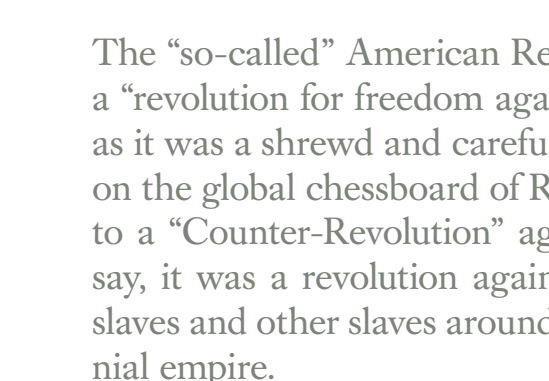 The “so-called” American Re
a “revolution for freedom aga
as it was a shrewd and carefu
on the global chessboard of R
to a “Counter-Revolution” ag
say, it was a revolution again
slaves and other slaves around
nial empire.